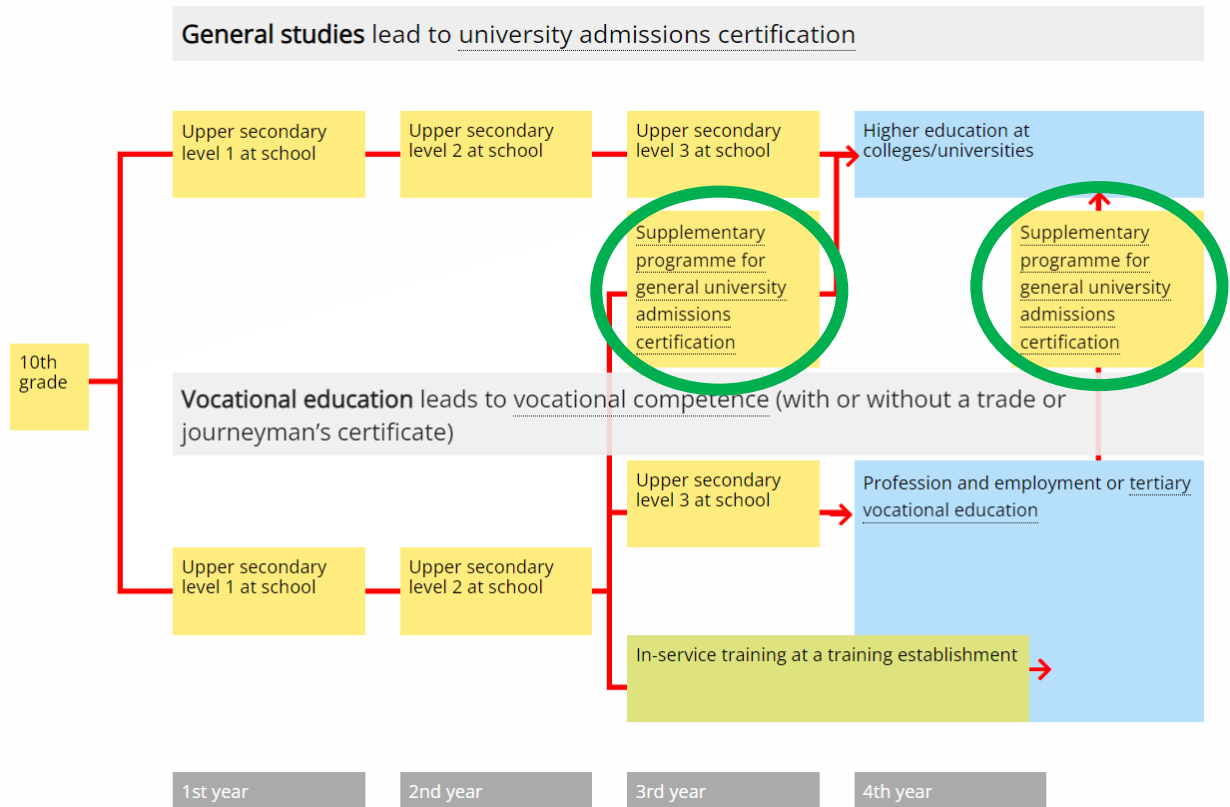 General studies lead to university admissions certification
Upper secondary
level 1 at school
Upper secondary
level 2 at school
Upper secondary
level 3 at school
Higher education at
colleges/universities
Supplementary
programme for
general university
admissions
certification
Supplementary
programme for
general university
admissions
certification
10th
grade
Vocational education leads to vocational competence (with or without a trade or
journeyman's certificate)
Upper secondary
level 3 at school
Profession and employment or tertiary
vocational education
Upper secondary
level 1 at school
Upper secondary
level 2 at school
In-service training at a training establishment
1st year
2nd year
3rd year
4th year